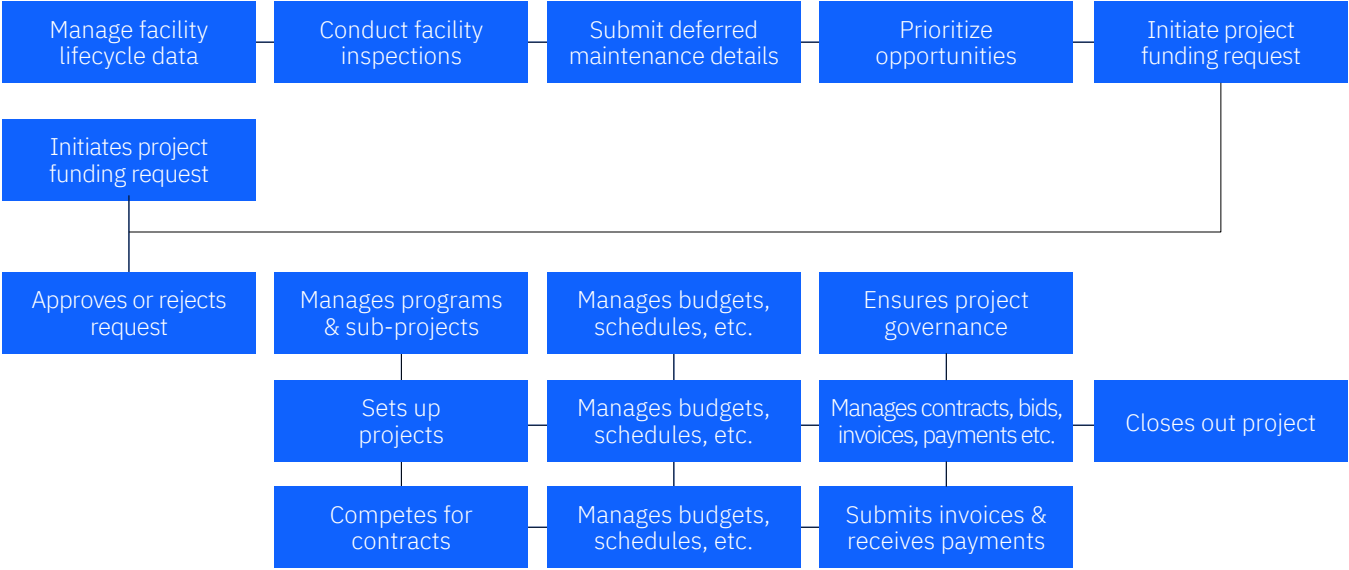 Manage facility
lifecycle data
Conduct facility
inspections
Submit deferred
maintenance details
Prioritize
opportunities
Initiate project
funding request
Initiates project
funding request
Approves or rejects
request
Manages programs
& sub-projects
Manages budgets,
schedules, etc.
Ensures project
governance
Sets up
projects
Manages budgets,
schedules, etc.
Manages contracts, bids,
invoices, payments etc.
Closes out project
Competes for
contracts
Manages budgets,
schedules, etc.
Submits invoices &
receives payments